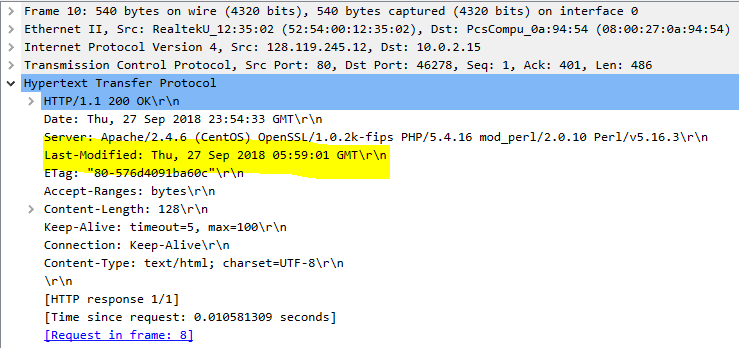 Frame 10: 540 bytes on wire (4320 bits), 540 bytes captured (4320 bits) on interface 0
Ethernet II, Src: RealtekU_12:35:02 (52:54:00:12:35:02), Dst: PcsCompu_0a:94:54 (08:00:27:0a:94:54)
Internet Protocol Version 4, Src: 128.119.245.12, Dst: 10.0.2.15
Transmission Control Protocol, Src Port: 80, Dst Port: 46278, Seq: 1, Ack: 401, Len: 486
Hypertext Transfer Protocol
HTTP/1.1 200 OK\r\n
Date: Thu, 27 Sep 2018 23:54:33 GMT\r\n
Server: Apache/2.4.6 (CentOS) OpenSSL/1.0.2k-fips PHP/5.4.16 mod_perl/2.0.10 Perl/v5.16.3\r\n
Last-Modified: Thu, 27 Sep 2018 05:59:01 GMT\r\n
ETag: "80-576d4091ba60c"\r\n
Accept-Ranges: bytes\r\n
Content-Length: 128\r\n
Keep-Alive: timeout=5, max=100\r\n
Connection: Keep-Alive\r\n
Content-Type: text/html; charset=UTF-8\r\n
\r\n
[HTTP response 1/1]
[Time since request: 0.010581309 seconds]
[Request in frame: 8]